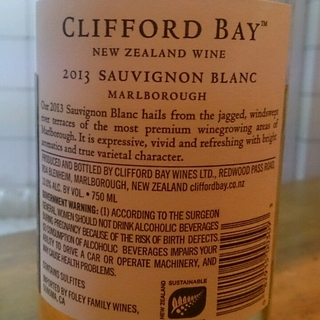 CLIFFORD BAY™
NEW ZEALAND WINE
2013 SAUVIGNON BLANC
MARLBOROUGH
Our 2013 Sauvignon Blanc hails from the jagged, windswept
river terraces of the most premium winegrowing areas of
Marlborough. It is expressive, vivid and refreshing with bright
aromatics and true varietal character.
PRODUCED AND BOTTLED BY CLIFFORD BAY WINES LTD., REDWOOD PASS ROAD,
BLENHEIM, MARLBOROUGH, NEW ZEALAND cliffordbay.co.nz
ALC. BY VOL. • 750 ML
GOVERNMENT WARNING: (1) ACCORDING TO THE SURGEON
GENERAL, WOMEN SHOULD NOT DRINK ALCOHOLIC BEVERAGES
DURING PREGNANCY BECAUSE OF THE RISK OF BIRTH DEFECTS.
CONSUMPTION OF ALCOHOLIC BEVERAGES IMPAIRS YOUR
ABILITY TO DRIVE A CAR OR OPERATE MACHINERY, AND
MAY CAUSE HEALTH PROBLEMS.
CONTAINS SULFITES
IMPORTED BY FOLEY FAMILY WINES,
SONOMA, CA
NEW ZEALAND
SUSTAINABLE